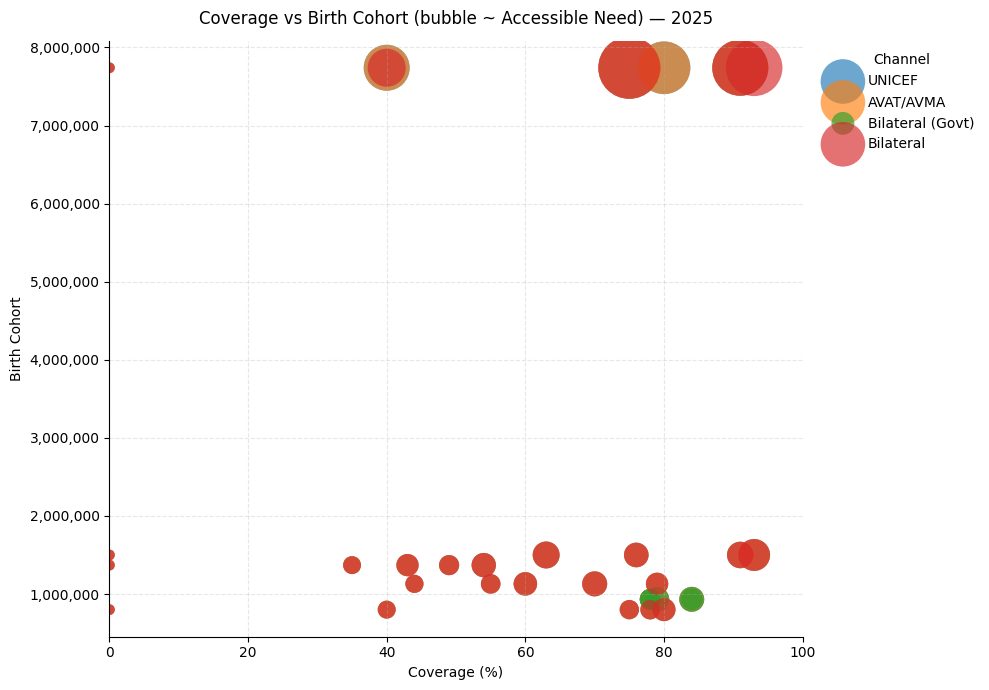 Coverage vs Birth Cohort (bubble ~ Accessible Need) — 2025
8,000,000
7,000,000
6,000,000
5,000,000
4,000,000
3,000,000
2,000,000
1,000,000
Birth Cohort
0
20
40
60
80
100
Coverage (%)
Channel
UNICEF
AVAT/AVMA
Bilateral (Govt)
Bilateral